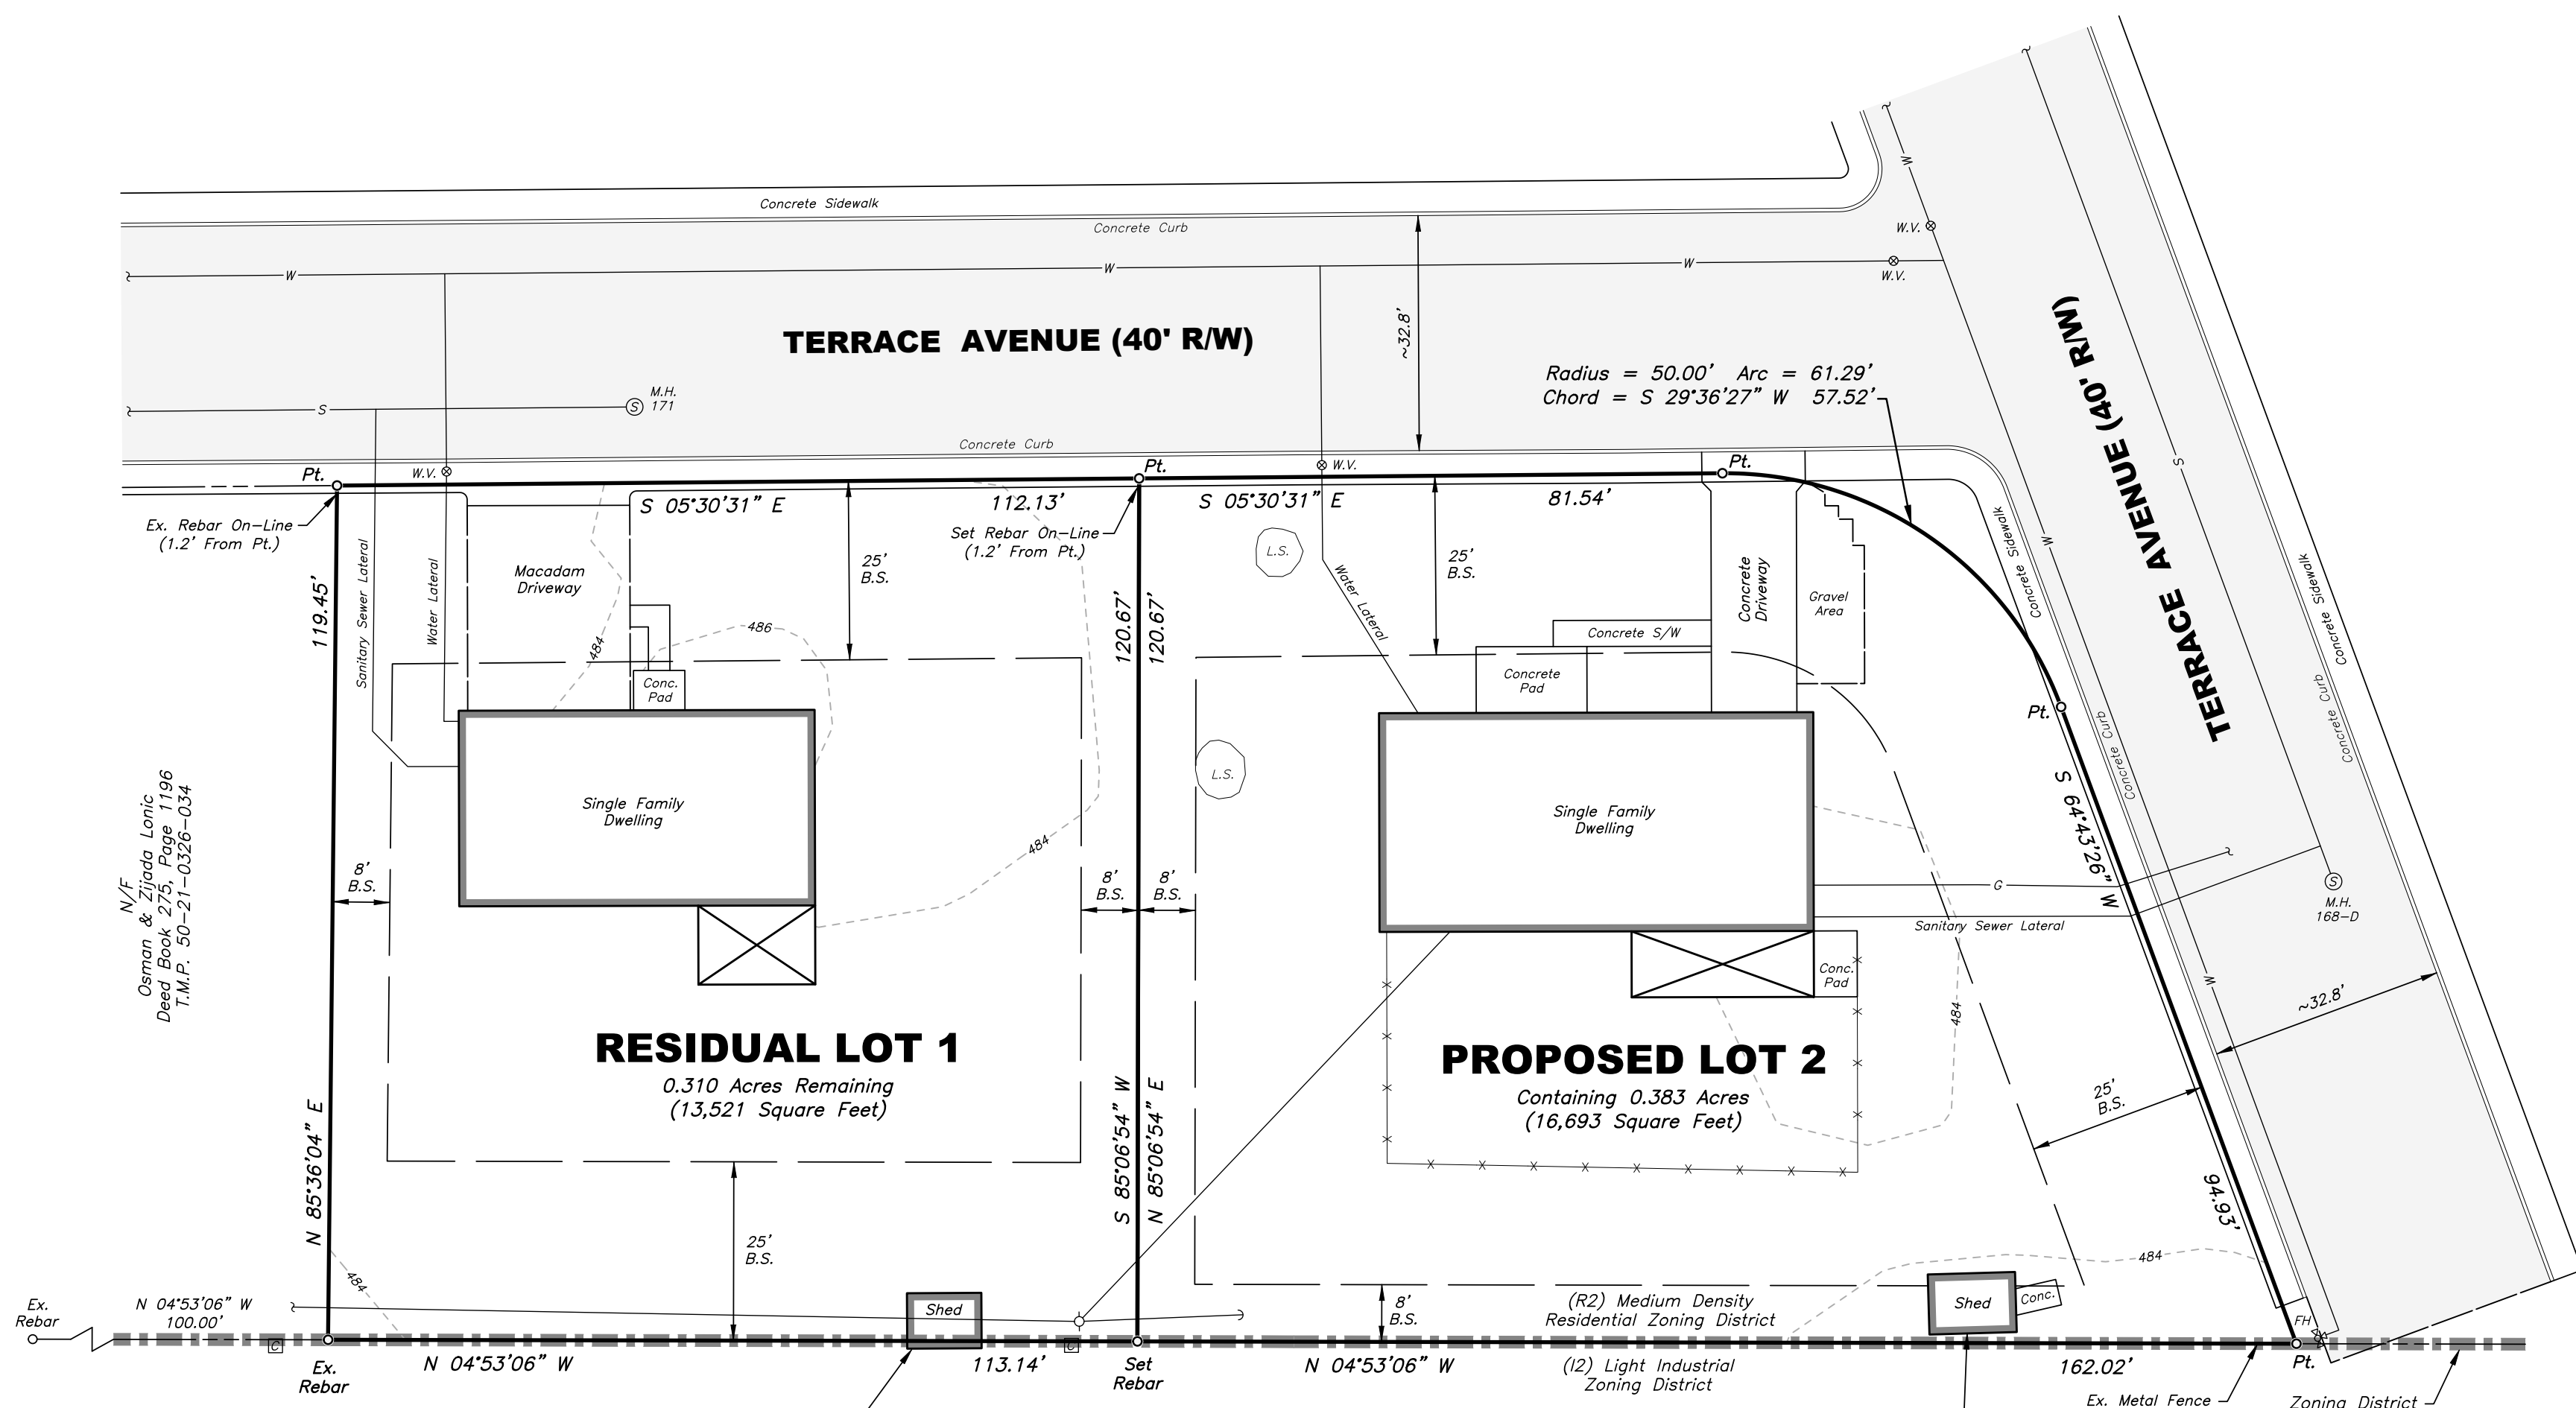 Concrete Sidewalk
Concrete Curb
W
W
W
W
W.V.
W.V.
TERRACE AVENUE (40' R/W)
~32.8'
S
M.H.
171
Radius = 50.00' Arc = 61.29'
Chord = S 29°36'27" W 57.52'
TERRACE AVENUE (40' R/W)
S
S
W
W
Concrete Curb
Pt.
W.V.
Pt.
W.V.
Pt.
S 05°30'31" E
112.13'
S 05°30'31" E
81.54'
Ex. Rebar On-Line
(1.2' From Pt.)
Set Rebar On-Line
(1.2' From Pt.)
119.45'
Sanitary Sewer Lateral
Water Lateral
Macadam
Driveway
484
486
25'
B.S.
120.67'
120.67'
L.S.
Water Lateral
25'
B.S.
Concrete
Driveway
Gravel
Area
Concrete S/W
Concrete
Pad
Concrete Sidewalk
Concrete Sidewalk
Concrete Sidewalk
Concrete Curb
Concrete Curb
Conc.
Pad
Pt.
L.S.
Single Family
Dwelling
Single Family
Dwelling
484
N/F
Osman & Zijada Lonic
Deed Book 275, Page 1196
T.M.P. 50-21-0326-034
8'
B.S.
8'
B.S.
8'
B.S.
S 64°43'26" W
G
Sanitary Sewer Lateral
S
M.H.
168-D
Conc.
Pad
484
~32.8'
RESIDUAL LOT 1
0.310 Acres Remaining
(13,521 Square Feet)
PROPOSED LOT 2
Containing 0.383 Acres
(16,693 Square Feet)
N 85°36'04" E
S 85°06'54" W
N 85°06'54" E
25'
B.S.
94.93'
25'
B.S.
484
484
Ex.
Rebar
N 04°53'06" W
100.00'
C
Shed
C
8'
B.S.
(R2) Medium Density
Residential Zoning District
Shed
Conc.
FH
Ex.
Rebar
N 04°53'06" W
113.14'
Set
Rebar
N 04°53'06" W
(I2) Light Industrial
Zoning District
162.02'
Pt.
Ex. Metal Fence
Zoning District